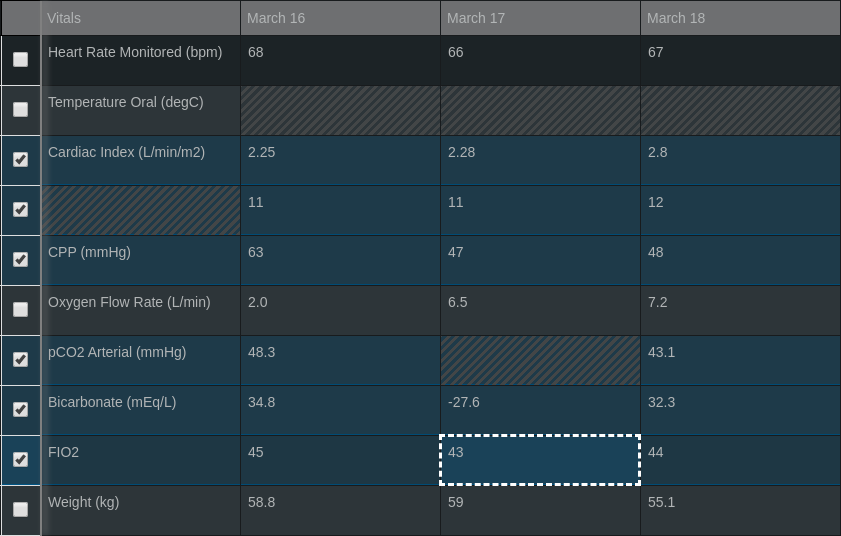 Vitals March 16 March 17 March 18
Heart Rate Monitored (bpm) 68 66 67
Temperature Oral (degC)
Cardiac Index (L/min/m2) 2.25 2.28 2.8
11 11 12
CPP (mmHg) 63 47 48
Oxygen Flow Rate (L/min) 2.0 6.5 7.2
pCO2 Arterial (mmHg) 48.3 43.1
Bicarbonate (mEq/L) 34.8 -27.6 32.3
FIO2 45 43 44
Weight (kg) 58.8 59 55.1